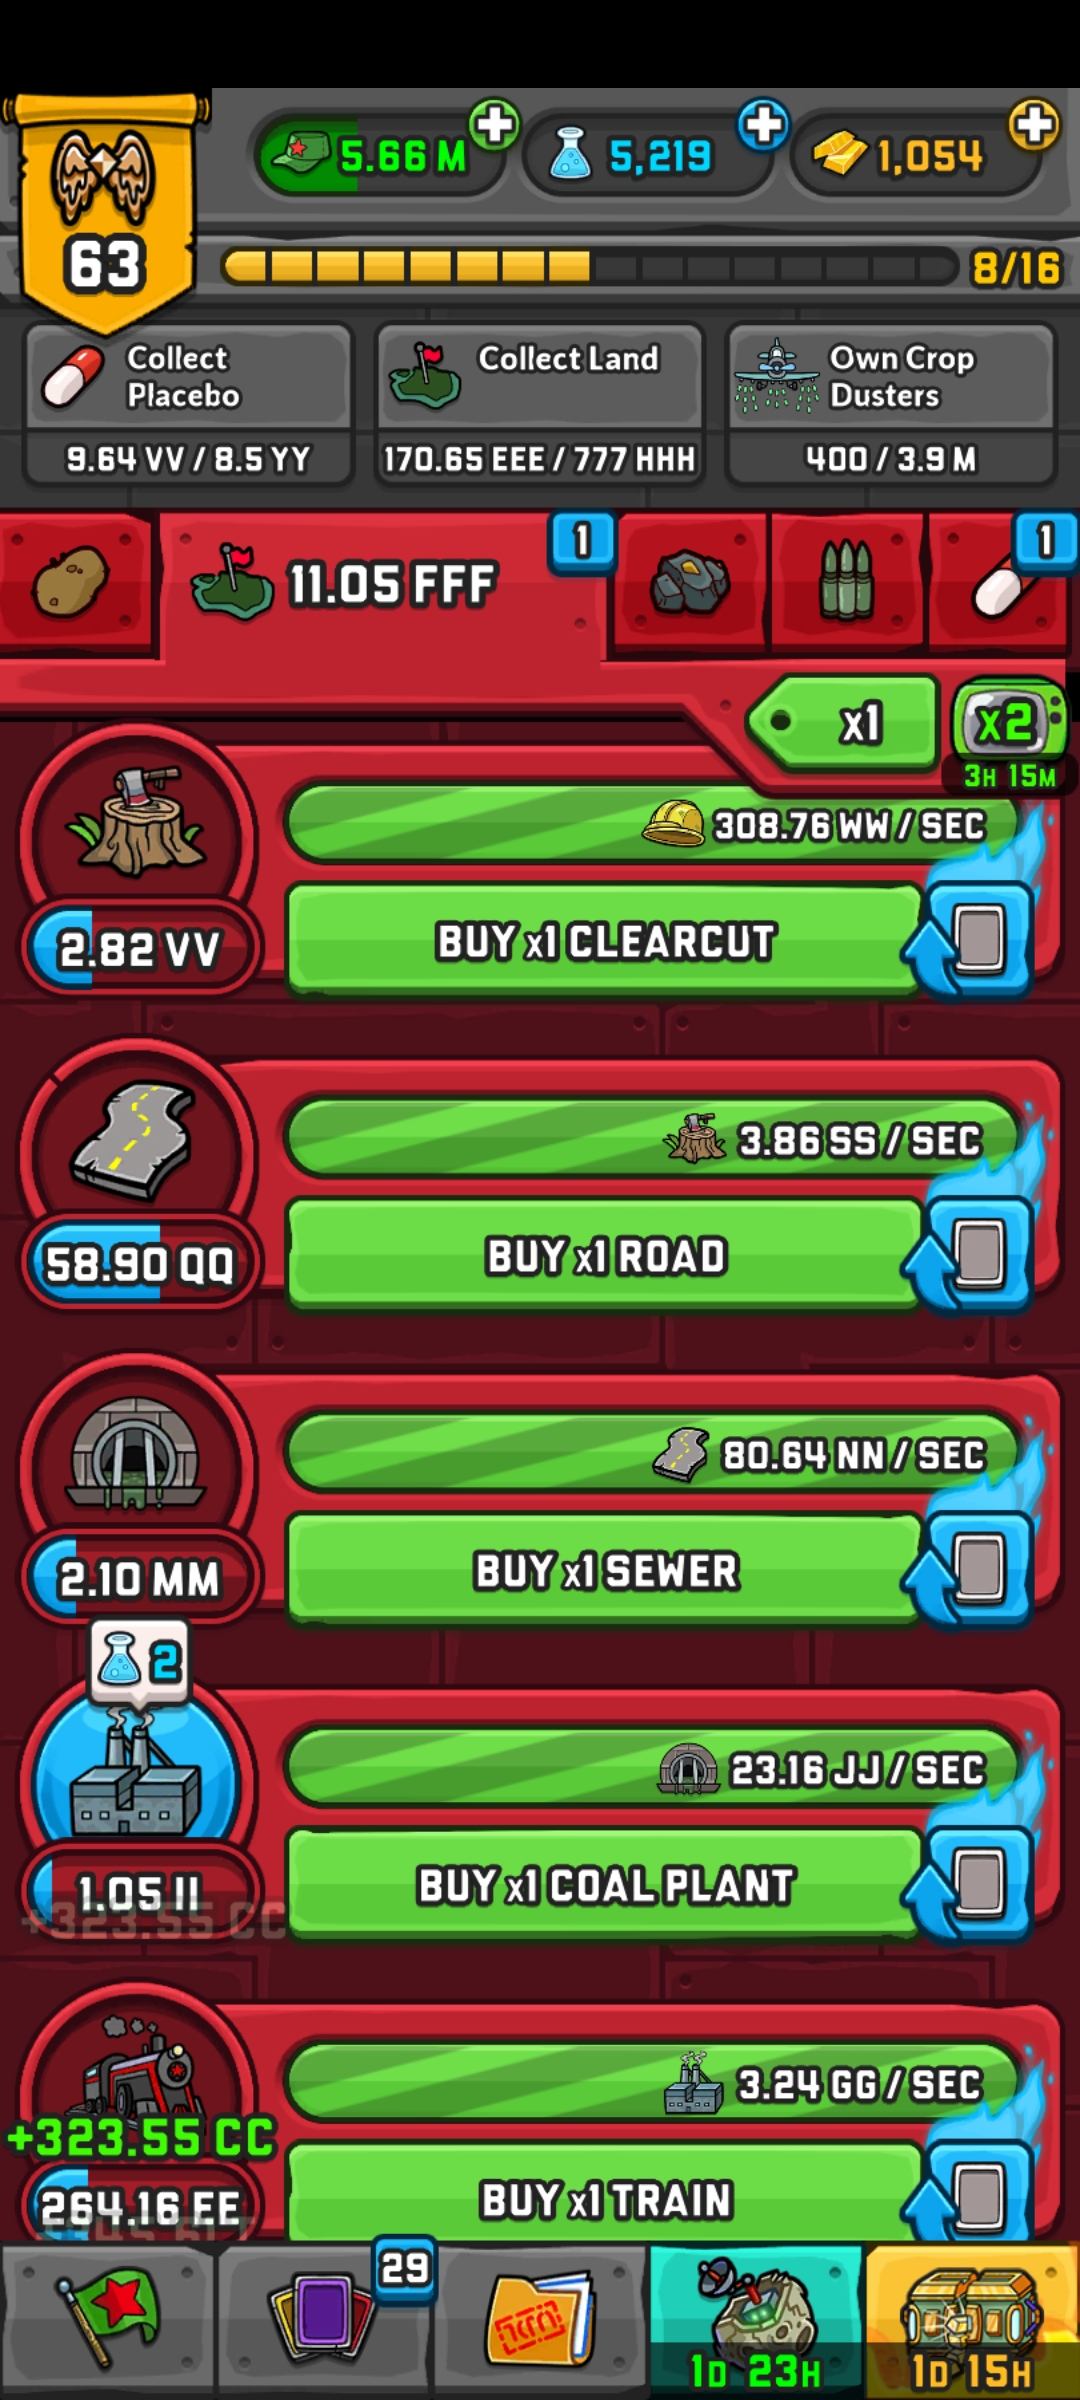 5.66 M
5,219
1,054
63
8/16
Collect
Placebo
9.64 VV / 8.5 YY
Collect Land
170.65 EEE / 777 HHH
Own Crop
Dusters
400 / 3.9 M
11.05 FFF
1
1
x1
x2
3H 15M
308.76 WW / SEC
2.82 VV
BUY x1 CLEARCUT
3.86 SS / SEC
58.90 QQ
BUY x1 ROAD
80.64 NN / SEC
2.10 MM
BUY x1 SEWER
2
23.16 JJ / SEC
1.05 II
BUY x1 COAL PLANT
+323.55 CC
3.24 GG / SEC
+323.55 CC
264.16 EE
BUY x1 TRAIN
29
1D 23H
1D 15H